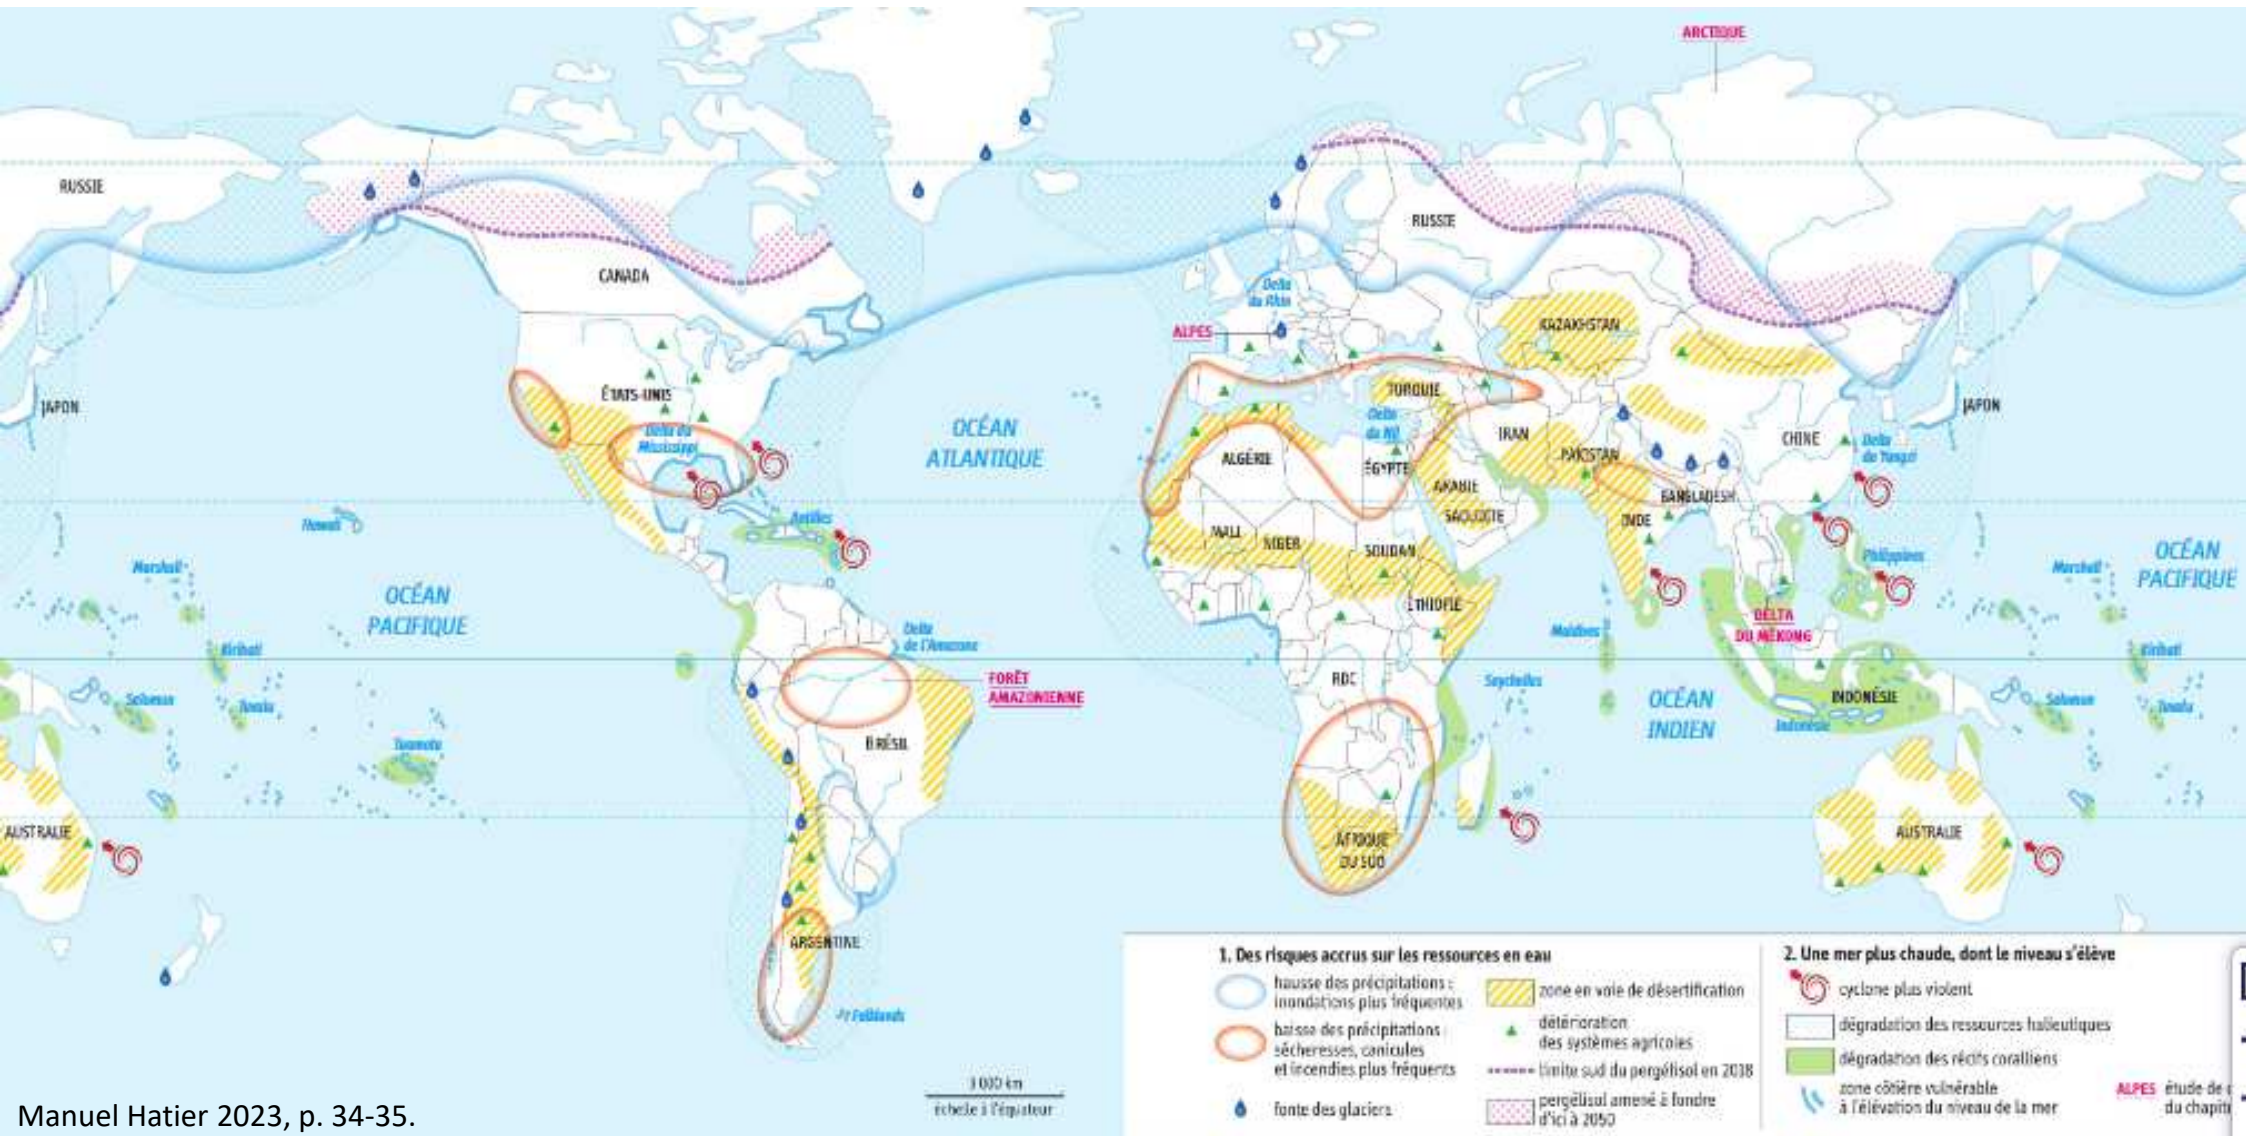 ARCTIQUE
RUSSIE
RUSSIE
CANADA
Delta
du Rhin
ALPES
KAZAKHSTAN
ÉTATS-UNIS
JAPON
TURQUIE
JAPON
OCÉAN
ATLANTIQUE
Delta du
Mississippi
Delta
du Nil
IRAN
CHINE
Delta
du Yangzi
PAKISTAN
ALGÉRIE
ÉGYPTE
ARABIE
SAOUDITE
BANGLADESH
INDE
Hawaii
Antilles
MALI
NIGER
SOUDAN
Philippines
OCÉAN
PACIFIQUE
Marshall
Marshall
OCÉAN
PACIFIQUE
ÉTHIOPIE
DELTA
DU MÉKONG
Maldives
Delta
de l'Amazone
Kiribati
Kiribati
FORÊT
AMAZONIENNE
RDC
Seychelles
OCÉAN
INDIEN
INDONÉSIE
Indonésie
Salomon
Tuvalu
Salomon
Tuvalu
Tuamotu
BRÉSIL
AUSTRALIE
AFRIQUE
DU SUD
AUSTRALIE
ARGENTINE
Falklands
3 000 km
échelle à l'équateur
1. Des risques accrus sur les ressources en eau
hausse des précipitations :
inondations plus fréquentes
baisse des précipitations :
sécheresses, canicules
et incendies plus fréquents
fonte des glaciers
zone en voie de désertification
détérioration
des systèmes agricoles
limite sud du pergélisol en 2018
pergélisol amené à fondre
d'ici à 2050
2. Une mer plus chaude, dont le niveau s'élève
cyclone plus violent
dégradation des ressources halieutiques
dégradation des récifs coralliens
zone côtière vulnérable
à l'élévation du niveau de la mer
ALPES étude de
du
Manuel Hatier 2023, p. 34-35.